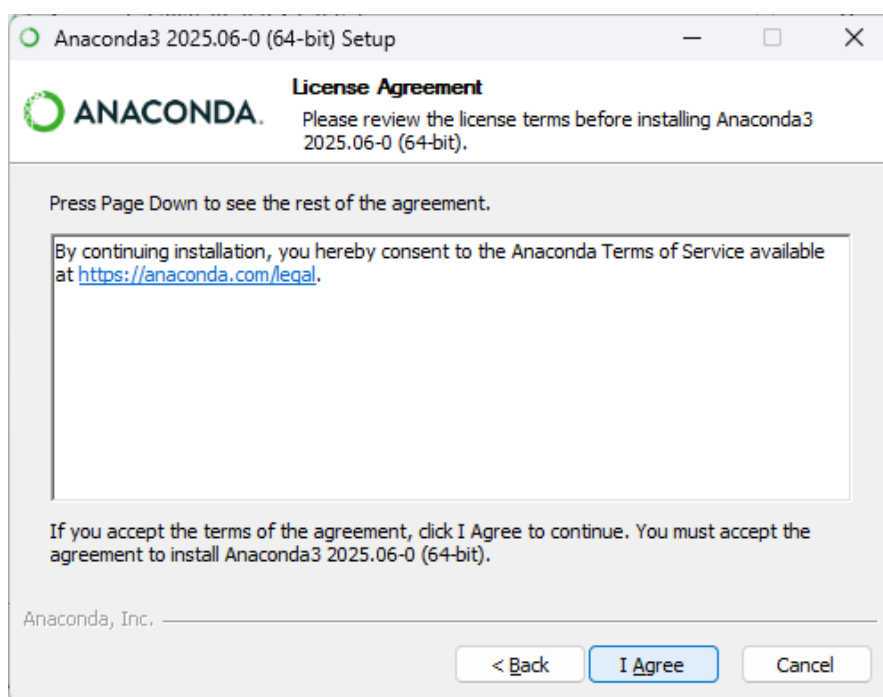 Anaconda3 2025.06-0 (64-bit) Setup
ANACONDA.
License Agreement
Please review the license terms before installing Anaconda3
2025.06-0 (64-bit).
Press Page Down to see the rest of the agreement.
By continuing installation, you hereby consent to the Anaconda Terms of Service available
at https://anaconda.com/legal.
If you accept the terms of the agreement, click I Agree to continue. You must accept the
agreement to install Anaconda3 2025.06-0 (64-bit).
Anaconda, Inc.
< Back
I Agree
Cancel